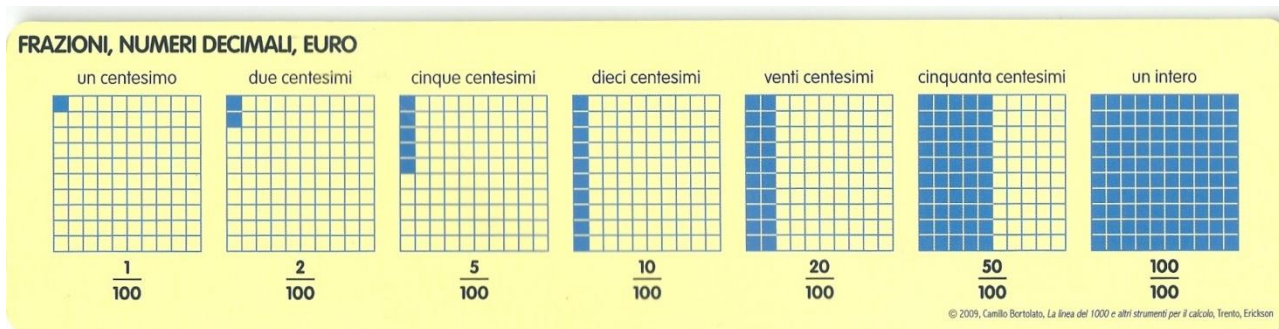 FRAZIONI, NUMERI DECIMALI, EURO
un centesimo due centesimi cinque centesimi dieci centesimi venti centesimi cinquanta centesimi un intero
1 2 5 10 20 50 100
100 100 100 100 100 100 100
© 2009, Camillo Bortolato, La linea del 1000 e altri strumenti per il calcolo, Trento, Erickson